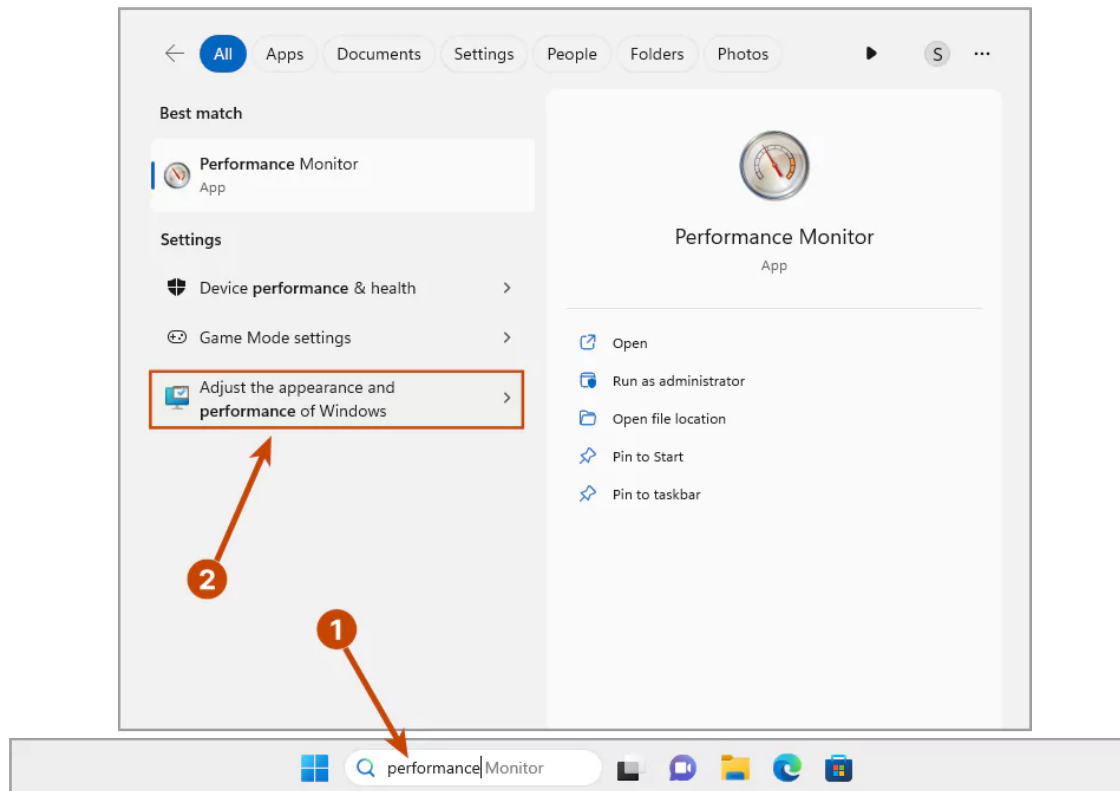 All Apps Documents Settings People Folders Photos S
Best match
Performance Monitor
App
Settings
Device performance & health
Game Mode settings
Adjust the appearance and
performance of Windows
Performance Monitor
App
Open
Run as administrator
Open file location
Pin to Start
Pin to taskbar
2
1
performance Monitor